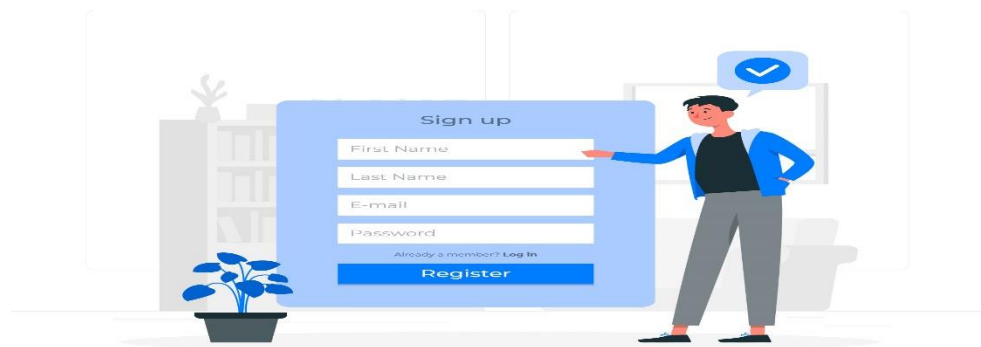 Sign up
First Name
Last Name
E-mail
Password
Already a member? Log in
Register